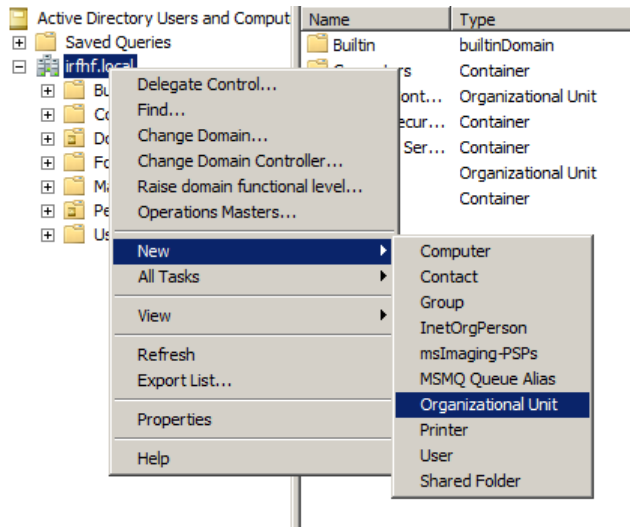 Active Directory Users and Comput
Saved Queries
irfhf.local
Name
Type
Builtin
builtinDomain
Container
Organizational Unit
Container
Container
Organizational Unit
Container
Delegate Control...
Find...
Change Domain...
Change Domain Controller...
Raise domain functional level...
Operations Masters...
New
All Tasks
View
Refresh
Export List...
Properties
Help
Computer
Contact
Group
InetOrgPerson
msImaging-PSPs
MSMQ Queue Alias
Organizational Unit
Printer
User
Shared Folder